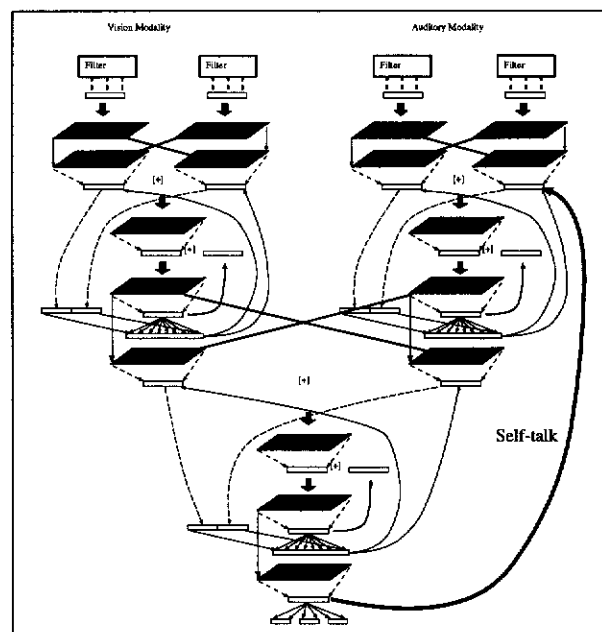 Vision Modality Auditory Modality
Filter Filter Filter Filter
[+] [+]
[+] [+]
[+]
Self-talk
[+]